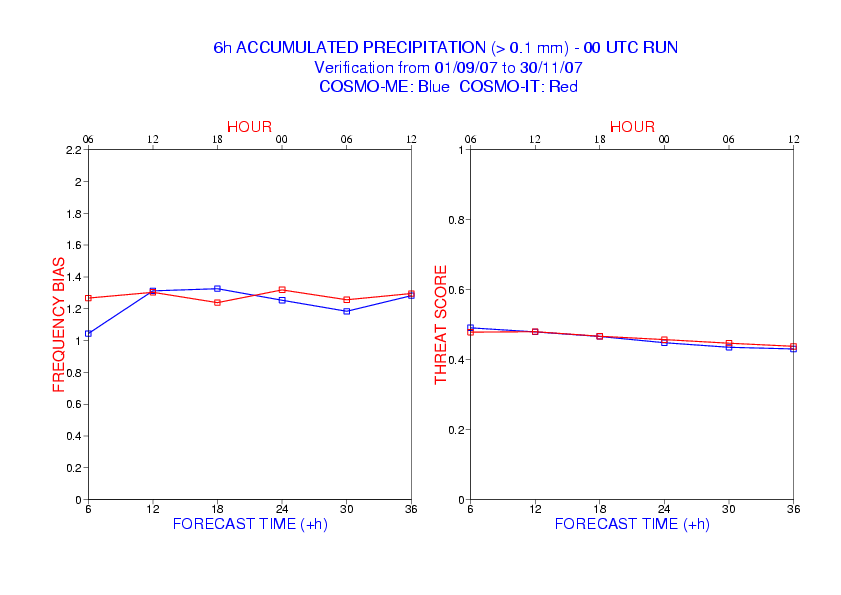 6h ACCUMULATED PRECIPITATION (> 0.1 mm) - 00 UTC RUN
Verification from 01/09/07 to 30/11/07
COSMO-ME: Blue  COSMO-IT: Red
HOUR
06 12 18 00 06 12
2.2
2
1.8
1.6
1.4
1.2
1
0.8
0.6
0.4
0.2
0
FREQUENCY BIAS
6 12 18 24 30 36
FORECAST TIME (+h)
HOUR
06 12 18 00 06 12
1
0.8
0.6
0.4
0.2
0
THREAT SCORE
6 12 18 24 30 36
FORECAST TIME (+h)